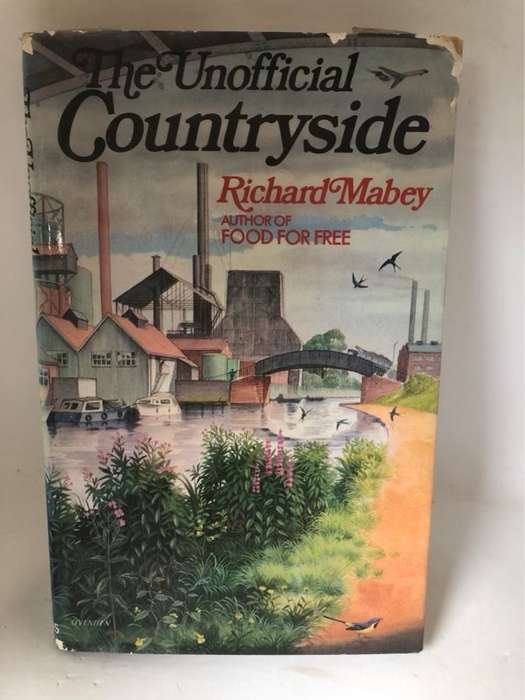 The Unofficial
Countryside
Richard Mabey
AUTHOR OF
FOOD FOR FREE